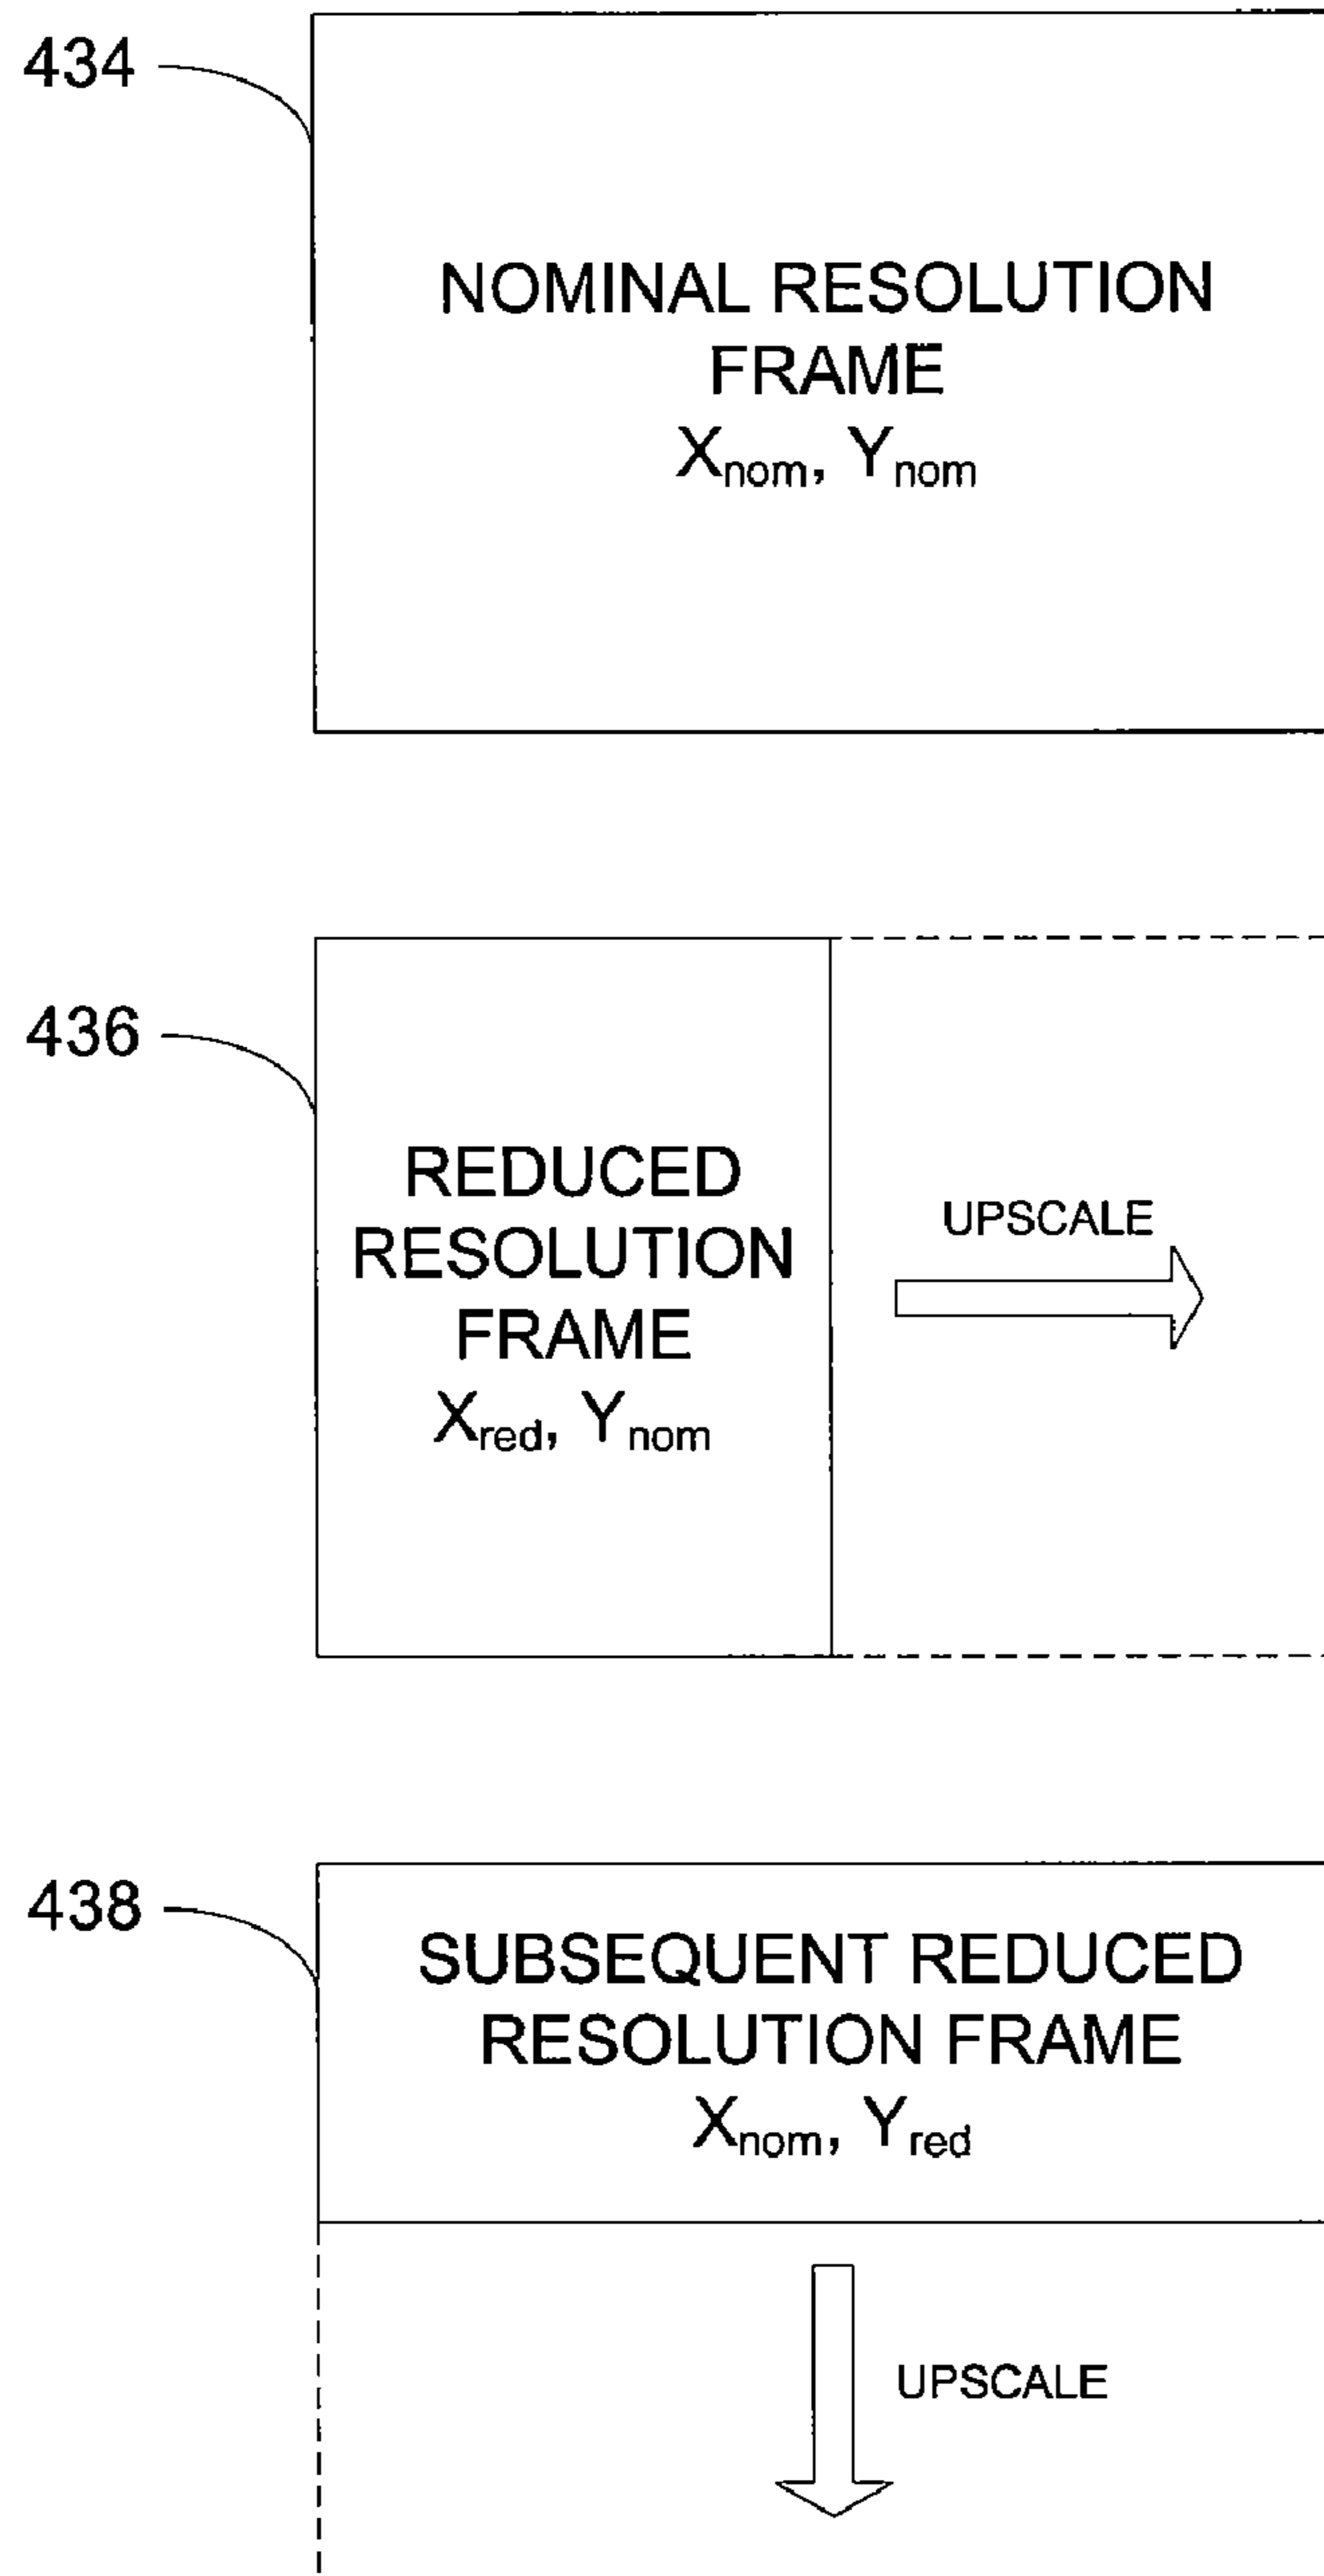 434
NOMINAL RESOLUTION
FRAME
Xnom, Ynom
436
REDUCED
RESOLUTION
FRAME
Xred, Ynom
UPSCALE
438
SUBSEQUENT REDUCED
RESOLUTION FRAME
Xnom, Yred
UPSCALE